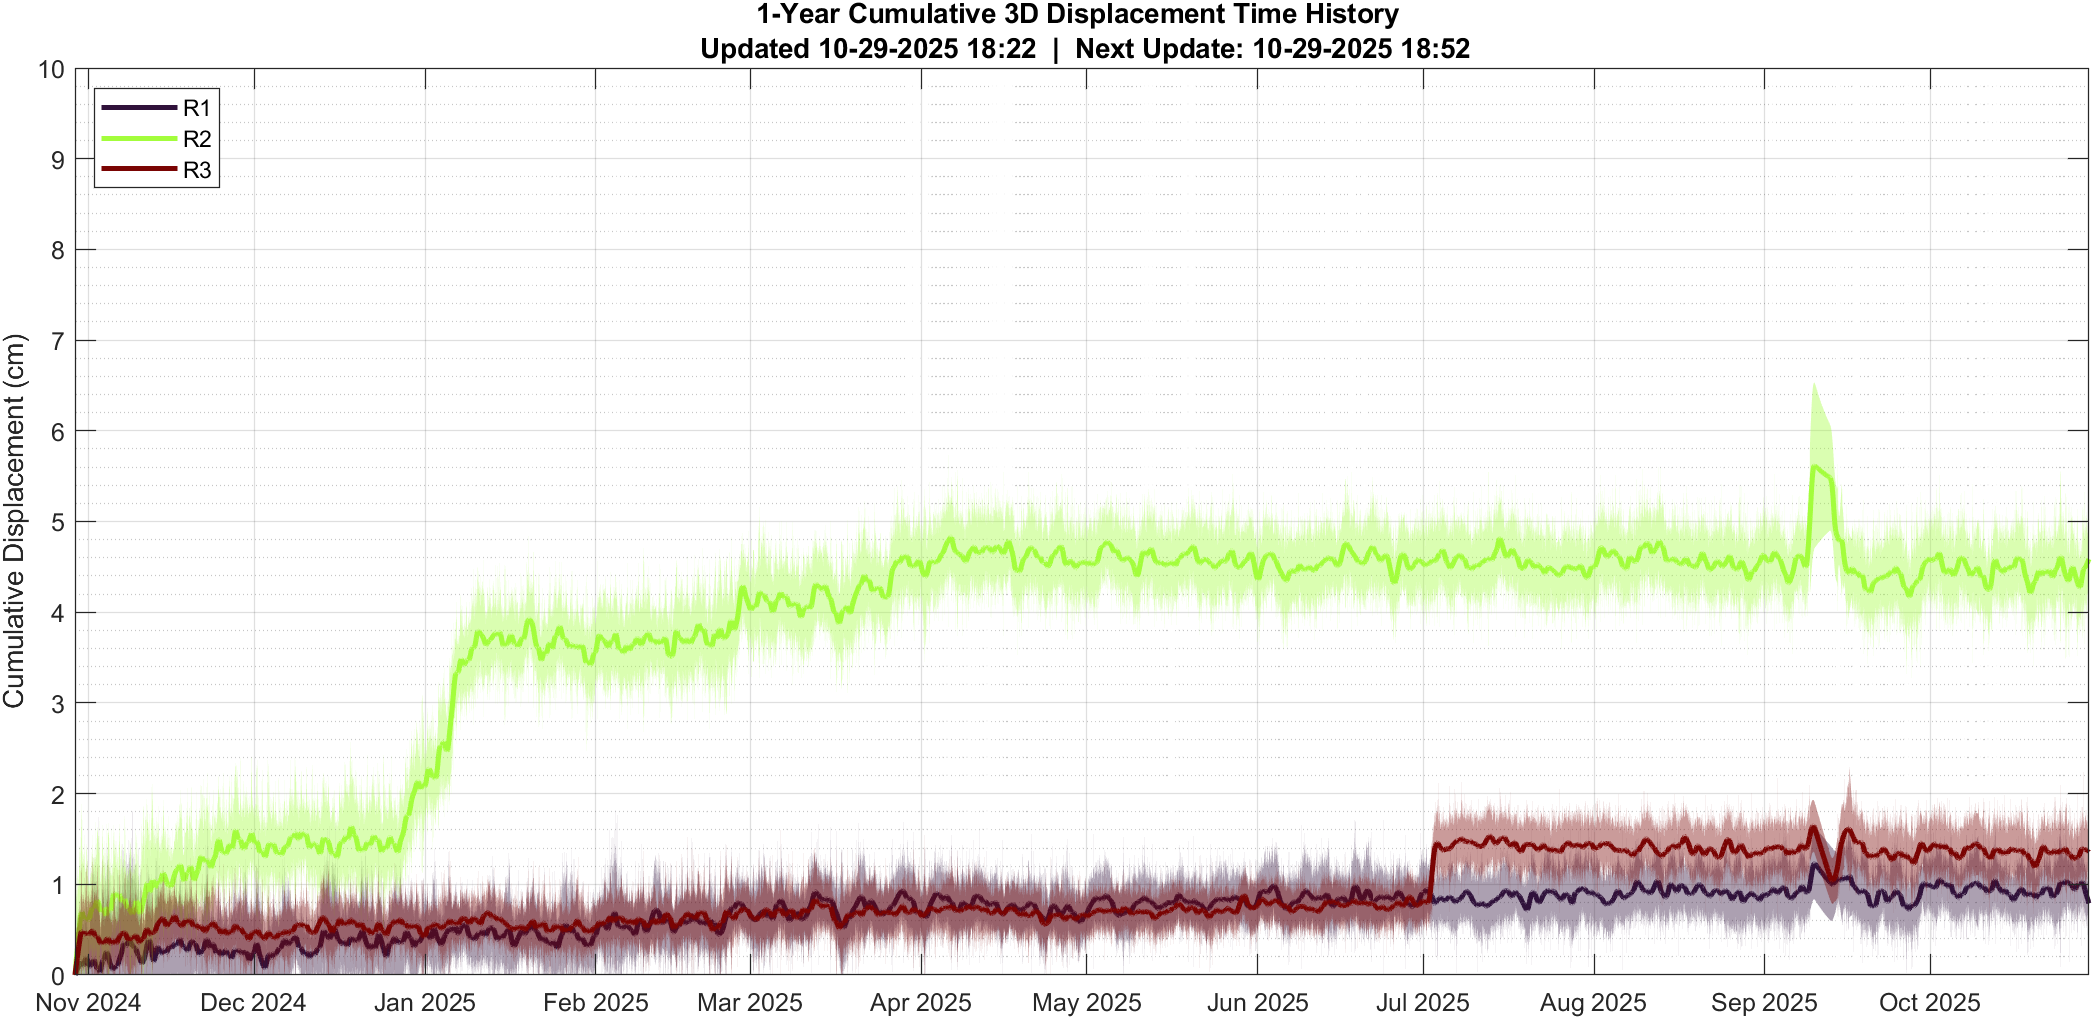 1-Year Cumulative 3D Displacement Time History
Updated 10-29-2025 18:22 | Next Update: 10-29-2025 18:52
R1
R2
R3
Cumulative Displacement (cm)
10
9
8
7
6
5
4
3
2
1
0
Nov 2024 Dec 2024 Jan 2025 Feb 2025 Mar 2025 Apr 2025 May 2025 Jun 2025 Jul 2025 Aug 2025 Sep 2025 Oct 2025